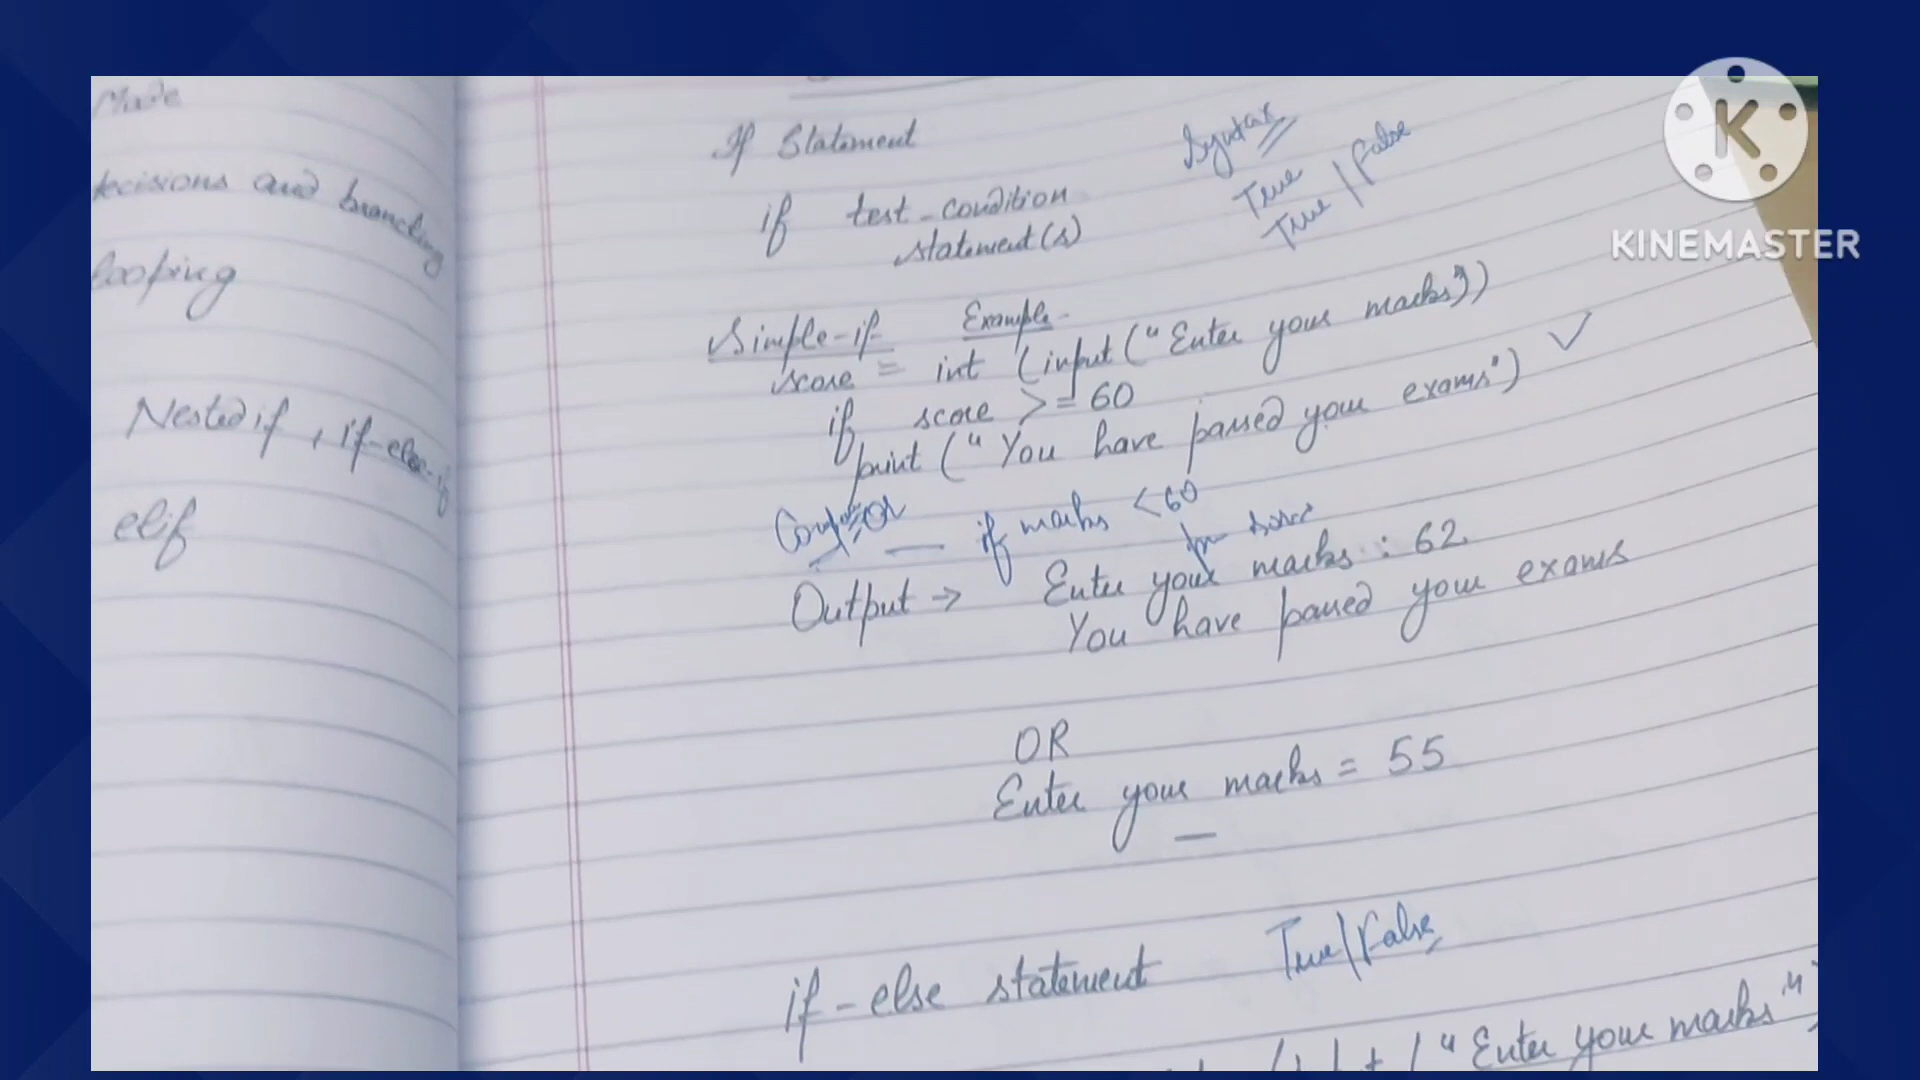 Made
decisions and branching
looping
Nested if, if-else-if
elif
If Statement
Syntax
if test-condition
True
statement(s)
True / False
Simple-if Example-
score = int (input ("Enter your marks"))
if score >= 60
print ("You have passed your exams")
if marks <60
Output → Enter your marks : 62
You have passed your exams
OR
Enter your marks = 55
if-else statement True/False
"Enter your marks"
K
KINEMASTER